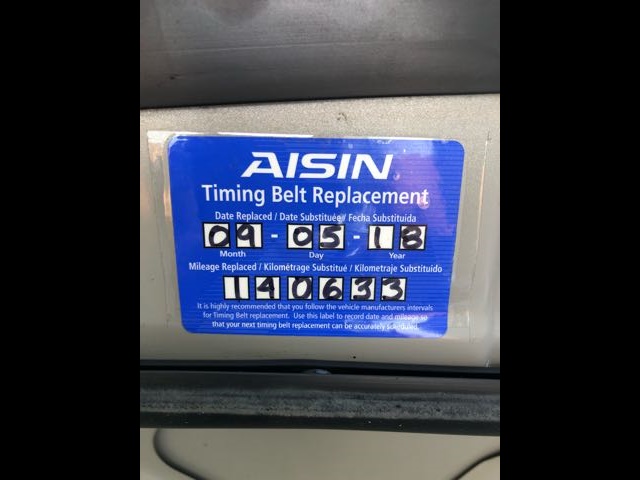 AISIN
Timing Belt Replacement
Date Replaced / Date Substituée / Fecha Substituída
09 - 05 - 18
Month Day Year
Mileage Replaced / Kilométrage Substitué / Kilometraje Substituído
140633
It is highly recommended that you follow the vehicle manufacturers intervals
for Timing Belt replacement. Use this label to record date and mileage so
that your next timing belt replacement can be accurately scheduled.